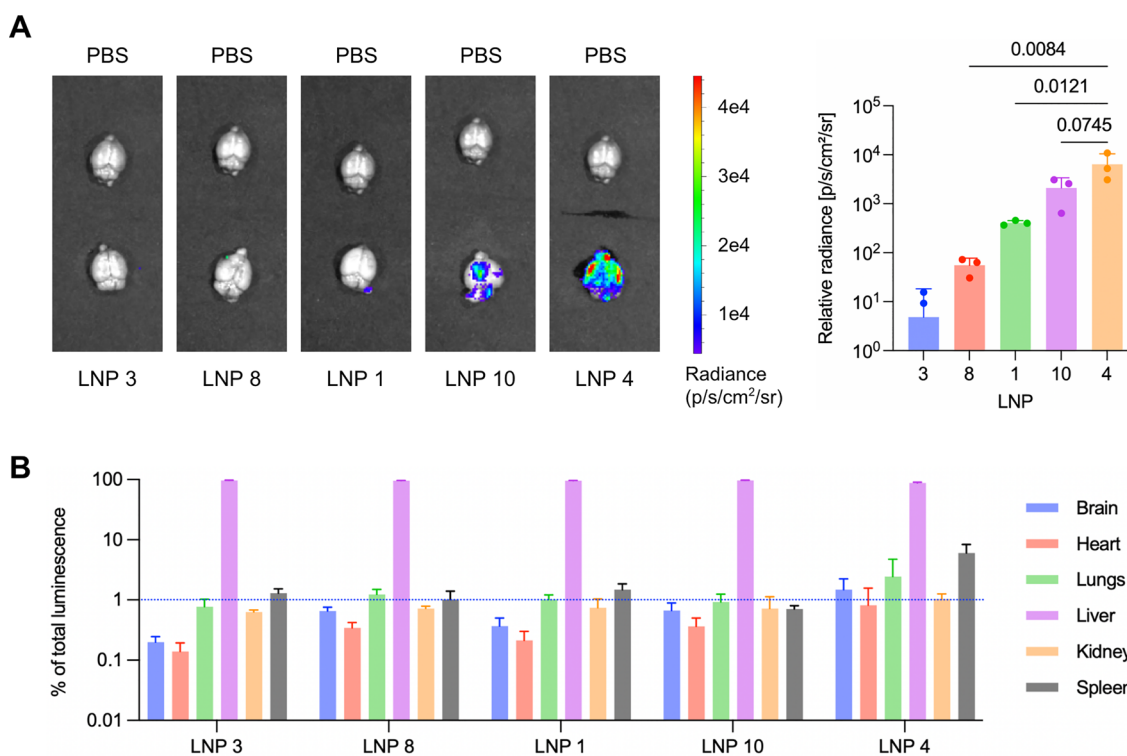 A
PBS PBS PBS PBS PBS
LNP 3 LNP 8 LNP 1 LNP 10 LNP 4
4e4
3e4
2e4
1e4
Radiance
(p/s/cm²/sr)
0.0084
0.0121
0.0745
Relative radiance [p/s/cm²/sr]
10⁵
10⁴
10³
10²
10¹
10⁰
3 8 1 10 4
LNP
B
% of total luminescence
100
10
1
0.1
0.01
LNP 3 LNP 8 LNP 1 LNP 10 LNP 4
Brain
Heart
Lungs
Liver
Kidney
Spleen